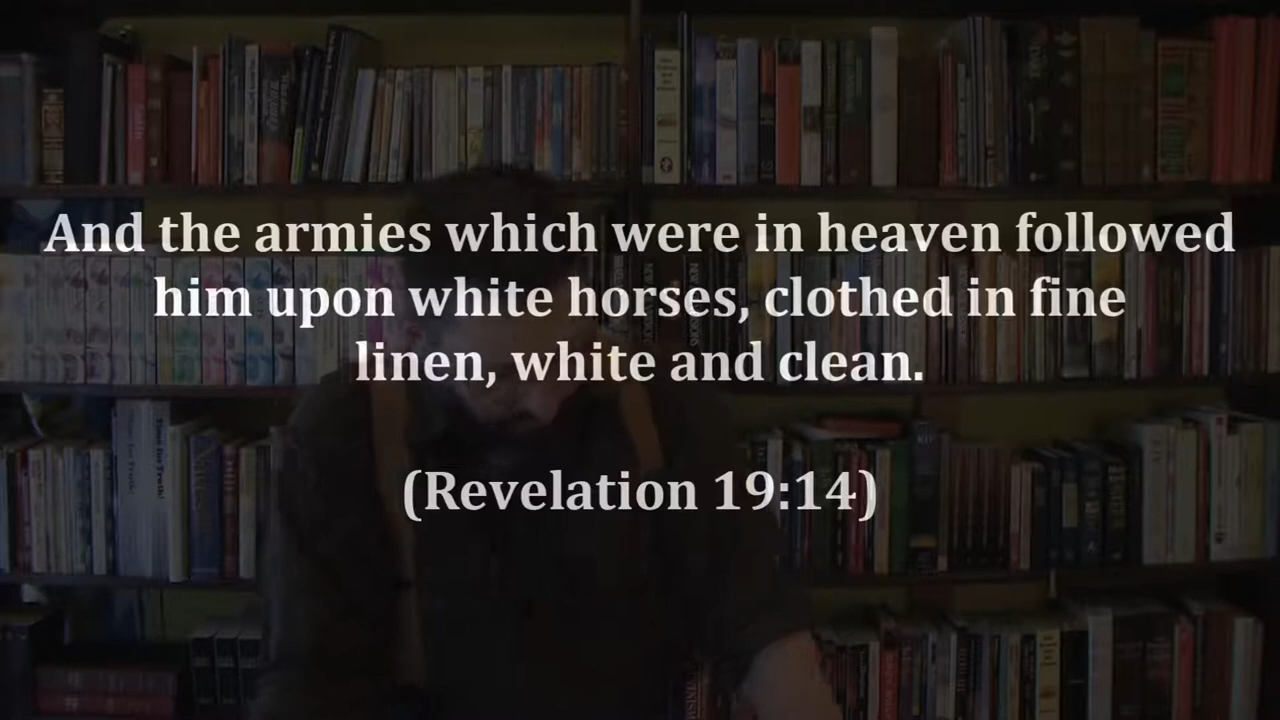 And the armies which were in heaven followed
him upon white horses, clothed in fine
linen, white and clean.
(Revelation 19:14)